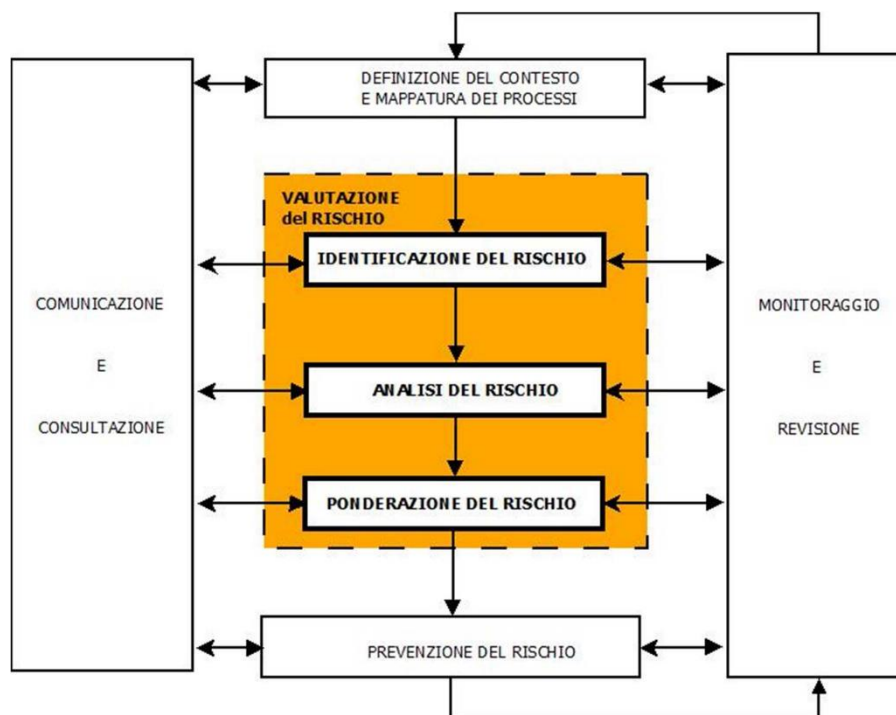 DEFINIZIONE DEL CONTESTO
E MAPPATURA DEI PROCESSI
VALUTAZIONE
del RISCHIO
IDENTIFICAZIONE DEL RISCHIO
COMUNICAZIONE
E
CONSULTAZIONE
ANALISI DEL RISCHIO
MONITORAGGIO
E
REVISIONE
PONDERAZIONE DEL RISCHIO
PREVENZIONE DEL RISCHIO